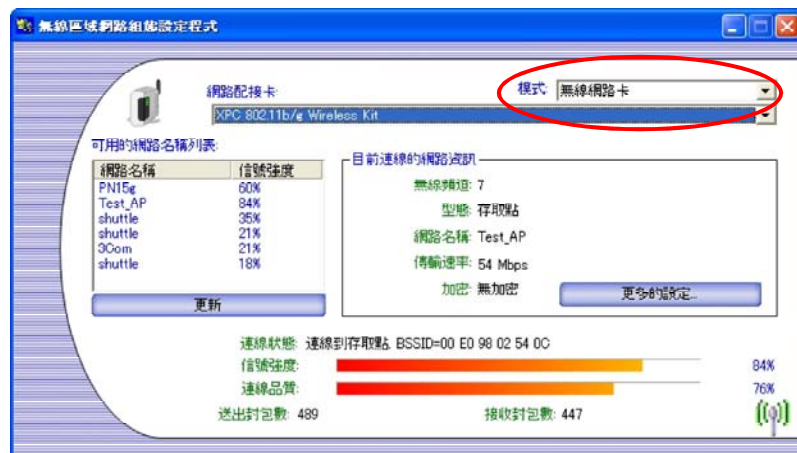 無線區域網路組態設定程式
網路配接卡:
模式: 無線網路卡
XPC 802.11b/g Wireless Kit
可用的網路名稱列表:
網路名稱 信號強度
PN15g 60%
Test_AP 84%
shuttle 35%
shuttle 21%
3Com 21%
shuttle 18%
更新
目前連線的網路資訊
無線頻道: 7
型態: 存取點
網路名稱: Test_AP
傳輸速率: 54 Mbps
加密: 無加密
更多的設定...
連線狀態: 連線到存取點, BSSID=00 E0 98 02 54 0C
信號強度: 84%
連線品質: 76%
送出封包數: 489 接收封包數: 447